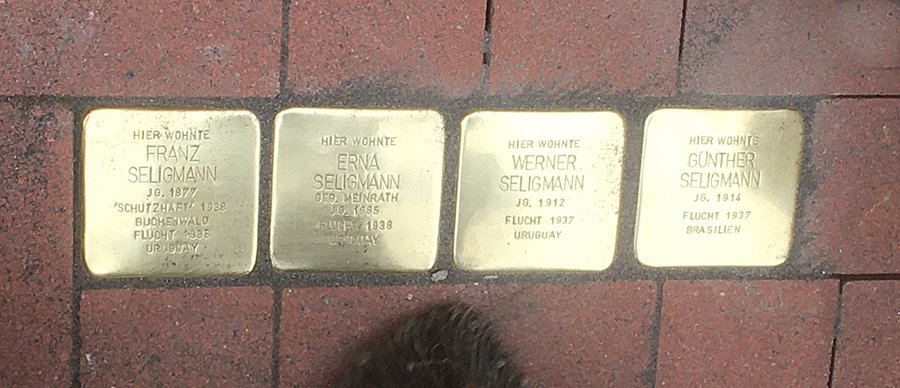 HIER WOHNTE
FRANZ
SELIGMANN
JG. 1877
"SCHUTZHAFT" 1938
BUCHENWALD
FLUCHT 1938
URUGUAY
HIER WOHNTE
ERNA
SELIGMANN
GEB. MEINRATH
JG. 1885
FLUCHT 1938
URUGUAY
HIER WOHNTE
WERNER
SELIGMANN
JG. 1912
FLUCHT 1937
URUGUAY
HIER WOHNTE
GÜNTHER
SELIGMANN
JG. 1914
FLUCHT 1937
BRASILIEN